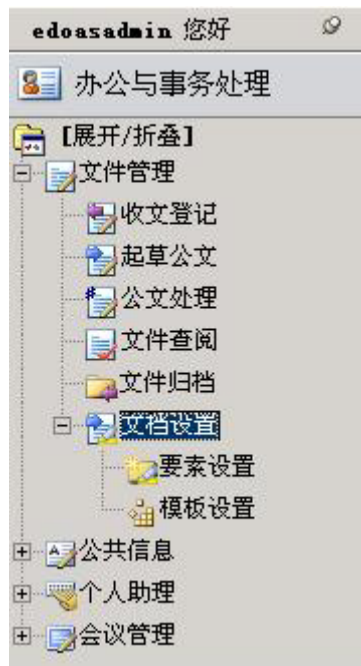 edoasadmin 您好
办公与事务处理
[展开/折叠]
文件管理
收文登记
起草公文
公文处理
文件查阅
文件归档
文档设置
要素设置
模板设置
公共信息
个人助理
会议管理